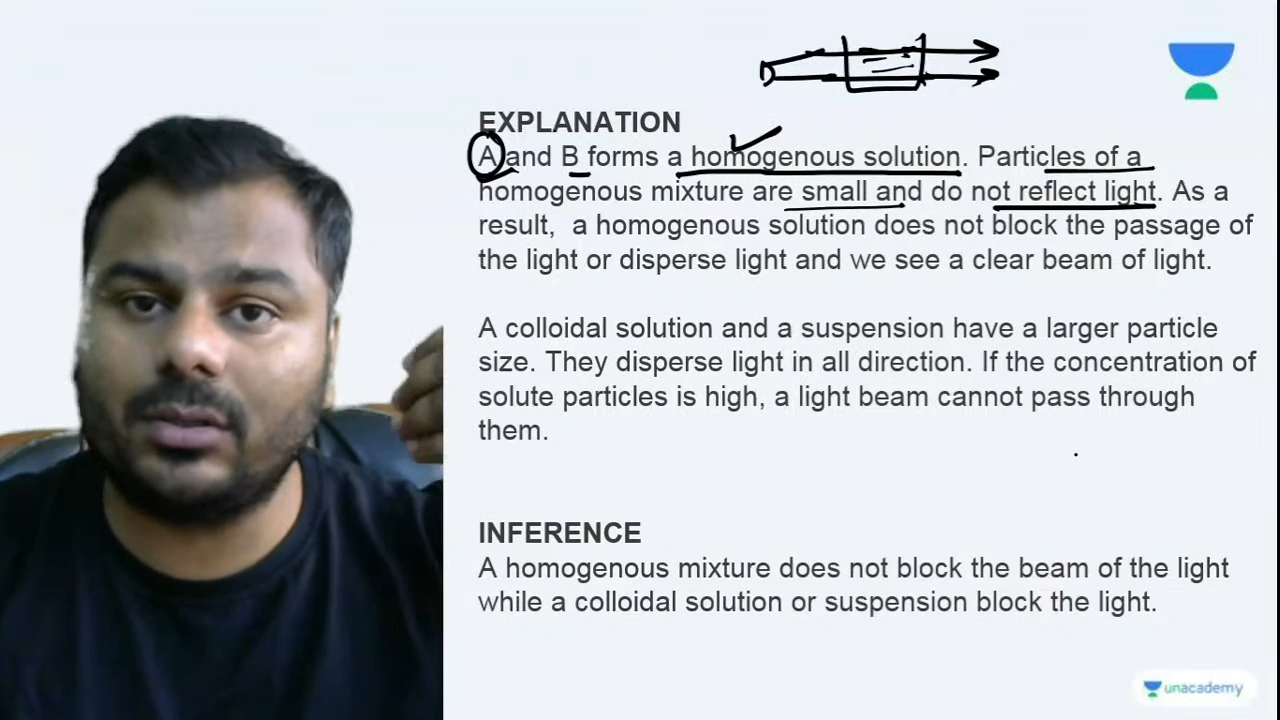 EXPLANATION
A and B forms a homogenous solution. Particles of a
homogenous mixture are small and do not reflect light. As a
result, a homogenous solution does not block the passage of
the light or disperse light and we see a clear beam of light.
A colloidal solution and a suspension have a larger particle
size. They disperse light in all direction. If the concentration of
solute particles is high, a light beam cannot pass through
them.
INFERENCE
A homogenous mixture does not block the beam of the light
while a colloidal solution or suspension block the light.
unacademy